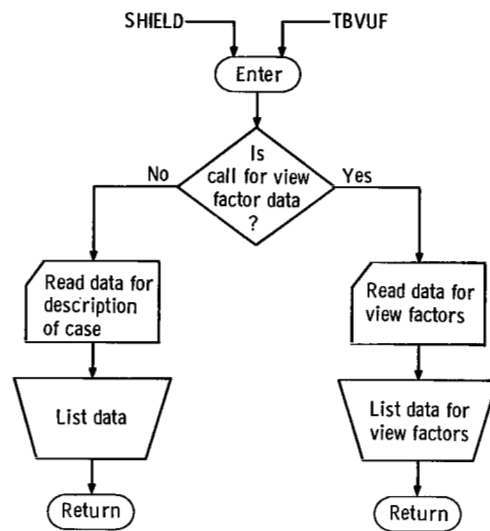 SHIELD
TBVUF
Enter
Is
call for view
factor data
?
No
Yes
Read data for
description
of case
Read data for
view factors
List data
List data for
view factors
Return
Return